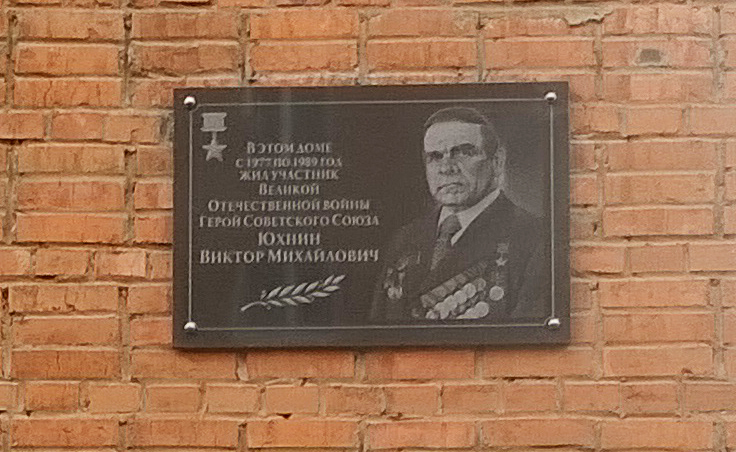 В ЭТОМ ДОМЕ
С 1977 ПО 1989 ГОД
ЖИЛ УЧАСТНИК
ВЕЛИКОЙ
ОТЕЧЕСТВЕННОЙ ВОЙНЫ
ГЕРОЙ СОВЕТСКОГО СОЮЗА
ЮХНИН
ВИКТОР МИХАЙЛОВИЧ